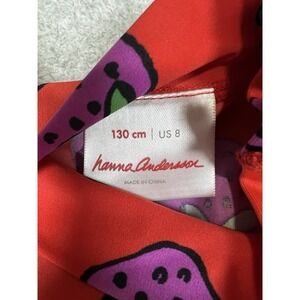 130 cm | US 8
hanna andersson
MADE IN CHINA